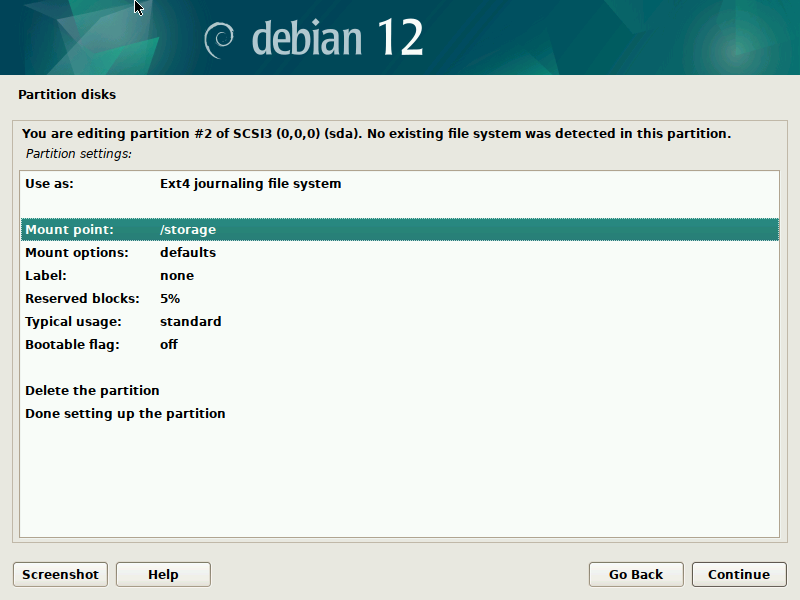 debian 12
Partition disks
You are editing partition #2 of SCSI3 (0,0,0) (sda). No existing file system was detected in this partition.
Partition settings:
Use as: Ext4 journaling file system
Mount point: /storage
Mount options: defaults
Label: none
Reserved blocks: 5%
Typical usage: standard
Bootable flag: off
Delete the partition
Done setting up the partition
Screenshot Help Go Back Continue